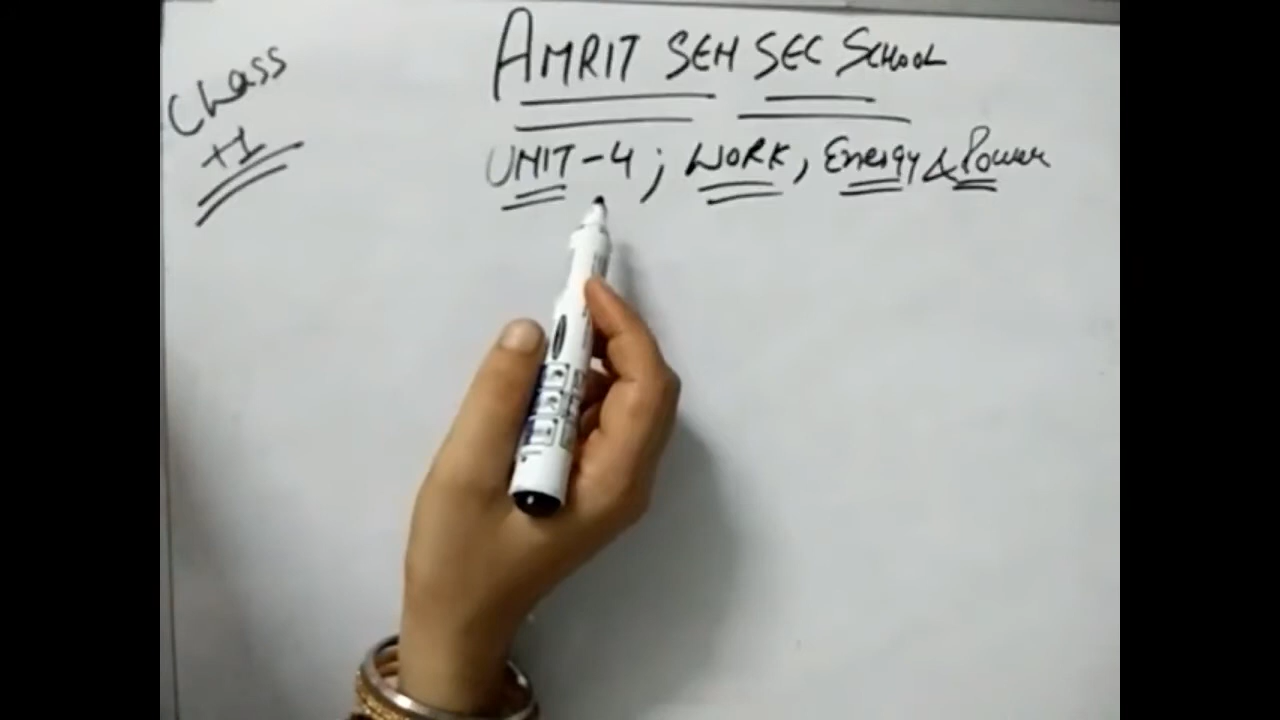 Class
+1
AMRIT SEN SEC SCHOOL
UNIT-4; WORK, Energy & Power